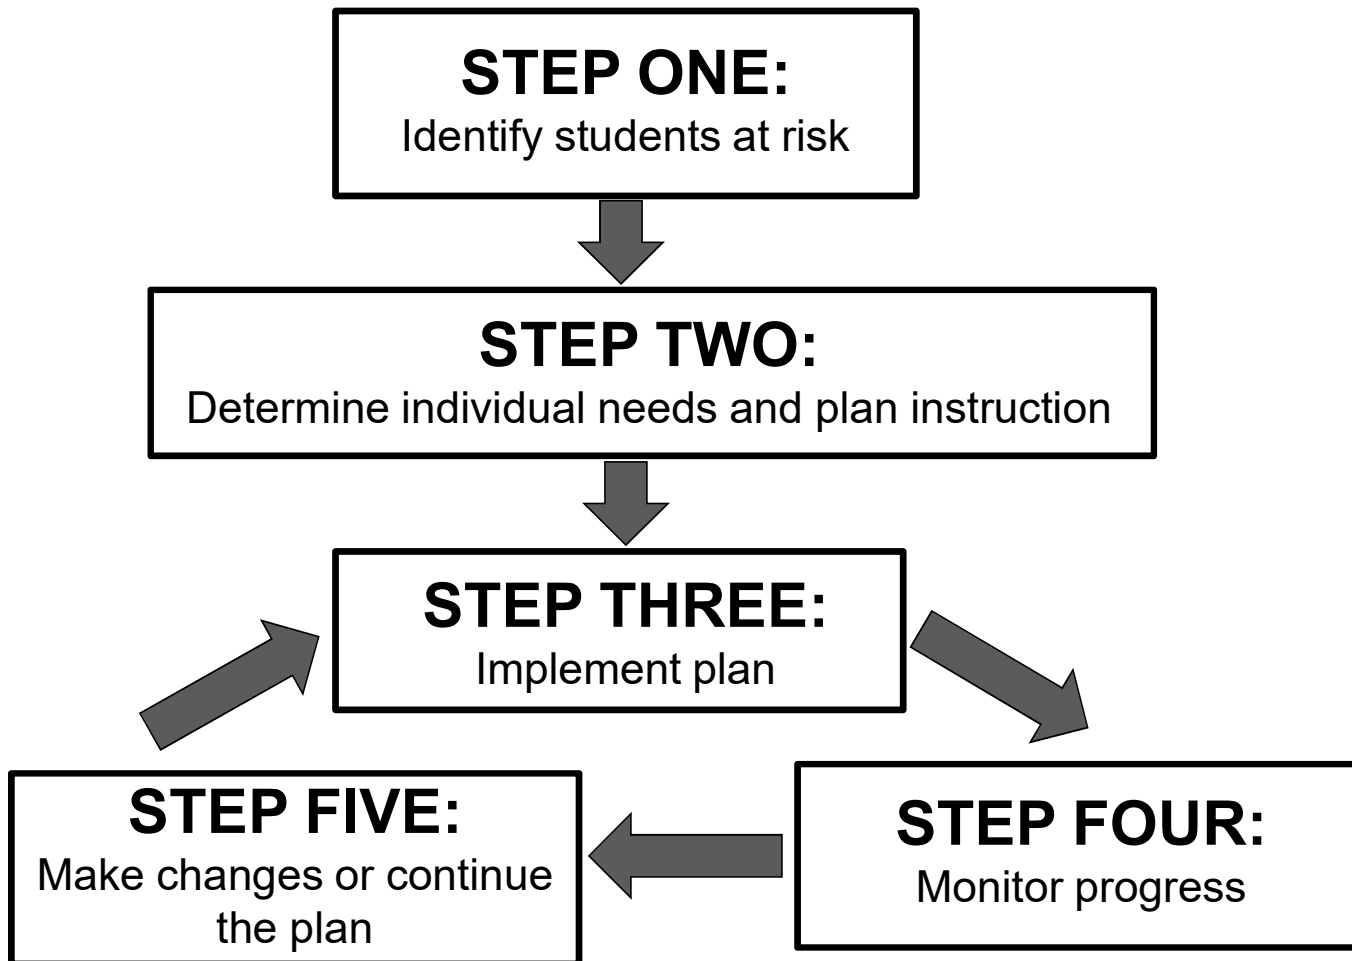 STEP ONE:
Identify students at risk
STEP TWO:
Determine individual needs and plan instruction
STEP THREE:
Implement plan
STEP FOUR:
Monitor progress
STEP FIVE:
Make changes or continue
the plan